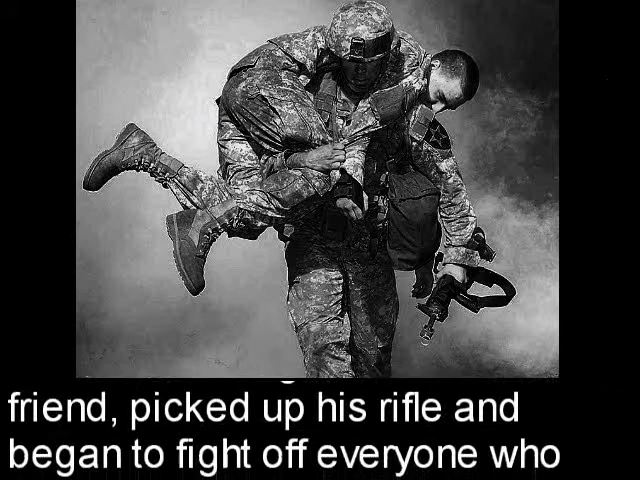 friend, picked up his rifle and
began to fight off everyone who